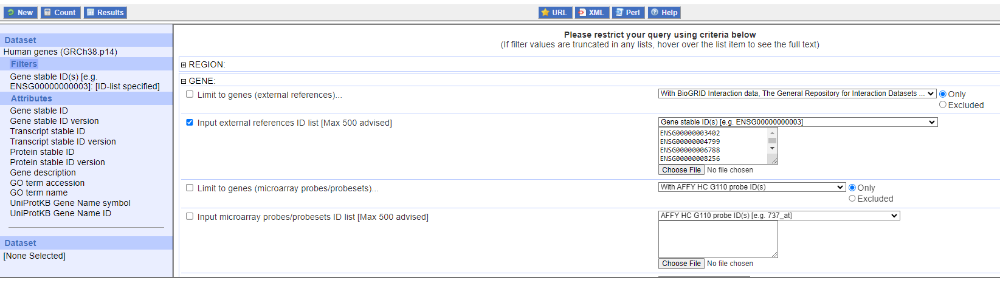 New Count Results URL XML Perl Help
Dataset
Human genes (GRCh38.p14)
Filters
Gene stable ID(s) [e.g.
ENSG00000000003]: [ID-list specified]
Attributes
Gene stable ID
Gene stable ID version
Transcript stable ID
Transcript stable ID version
Protein stable ID
Protein stable ID version
Gene description
GO term accession
GO term name
UniProtKB Gene Name symbol
UniProtKB Gene Name ID
Dataset
[None Selected]
Please restrict your query using criteria below
(If filter values are truncated in any lists, hover over the list item to see the full text)
REGION:
GENE:
Limit to genes (external references)...
With BioGRID Interaction data, The General Repository for Interaction Datasets ...
Only
Excluded
Input external references ID list [Max 500 advised]
Gene stable ID(s) [e.g. ENSG00000000003]
ENSG00000003402
ENSG00000004799
ENSG00000006788
ENSG00000008256
Choose File No file chosen
Limit to genes (microarray probes/probesets)...
With AFFY HC G110 probe ID(s)
Only
Excluded
Input microarray probes/probesets ID list [Max 500 advised]
AFFY HC G110 probe ID(s) [e.g. 737_at]
Choose File No file chosen